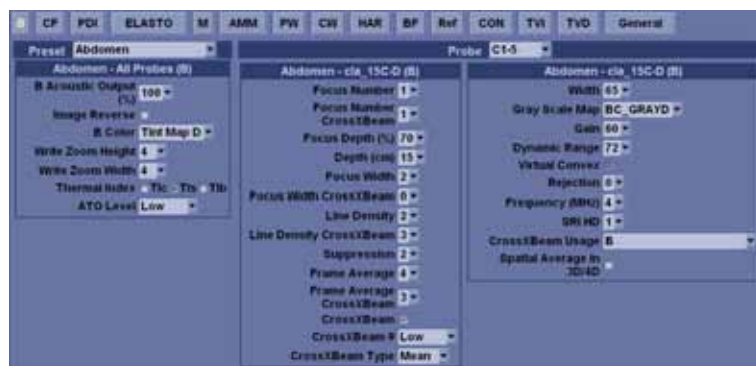 CF PDI ELASTO M AMM PW CW HAR BF Ref CON TVI TVD General
Preset Abdomen
Probe C1-5
Abdomen - All Probes (B)
B Acoustic Output (%) 100
Image Reverse
B Color Tint Map D
Write Zoom Height 4
Write Zoom Width 4
Thermal Index Tic Tis Tib
ATO Level Low
Abdomen - cla_15C-D (B)
Focus Number 1
Focus Number CrossXBeam 1
Focus Depth (%) 70
Depth (cm) 15
Focus Width 2
Focus Width CrossXBeam 0
Line Density 2
Line Density CrossXBeam 3
Suppression 2
Frame Average 4
Frame Average CrossXBeam 3
CrossXBeam
CrossXBeam # Low
CrossXBeam Type Mean
Abdomen - cla_15C-D (B)
Width 65
Gray Scale Map BC_GRAYD
Gain 60
Dynamic Range 72
Virtual Convex
Rejection 0
Frequency (MHz) 4
SRI HD 1
CrossXBeam Usage B
Spatial Average in 3D/4D